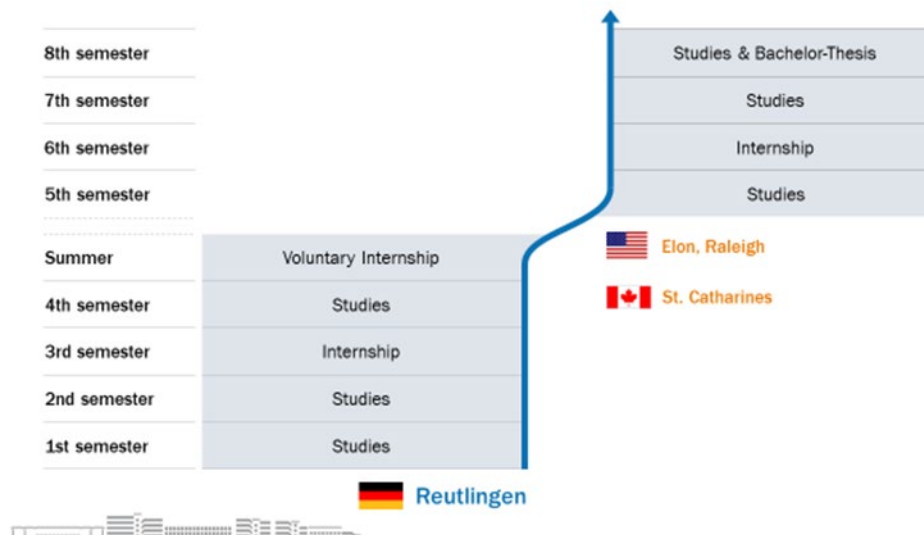 8th semester Studies & Bachelor-Thesis
7th semester Studies
6th semester Internship
5th semester Studies
Elon, Raleigh
St. Catharines
Summer Voluntary Internship
4th semester Studies
3rd semester Internship
2nd semester Studies
1st semester Studies
Reutlingen